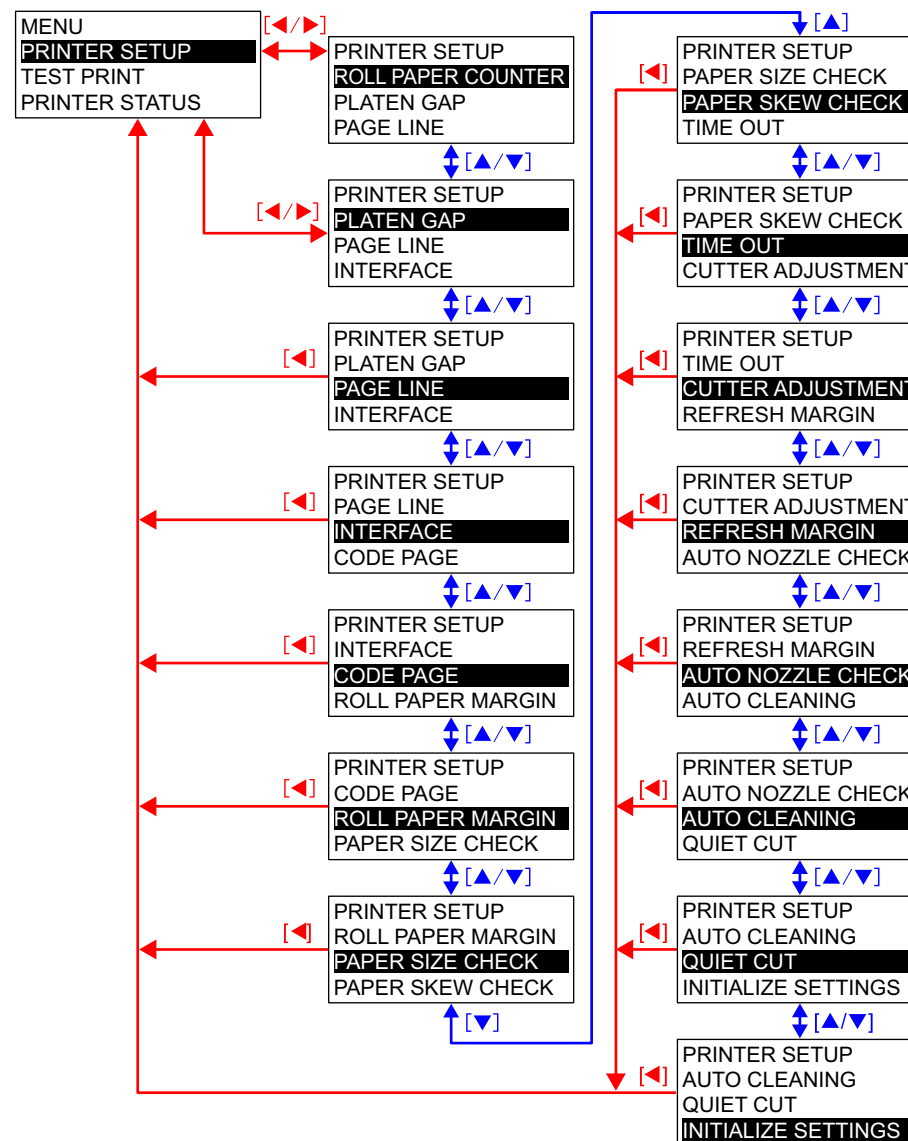 MENU
PRINTER SETUP
TEST PRINT
PRINTER STATUS
[◀/▶]
PRINTER SETUP
ROLL PAPER COUNTER
PLATEN GAP
PAGE LINE
[▲/▼]
[◀/▶]
PRINTER SETUP
PLATEN GAP
PAGE LINE
INTERFACE
[▲/▼]
[◀]
PRINTER SETUP
PLATEN GAP
PAGE LINE
INTERFACE
[▲/▼]
[◀]
PRINTER SETUP
PAGE LINE
INTERFACE
CODE PAGE
[▲/▼]
[◀]
PRINTER SETUP
INTERFACE
CODE PAGE
ROLL PAPER MARGIN
[▲/▼]
[◀]
PRINTER SETUP
CODE PAGE
ROLL PAPER MARGIN
PAPER SIZE CHECK
[▲/▼]
[◀]
PRINTER SETUP
ROLL PAPER MARGIN
PAPER SIZE CHECK
PAPER SKEW CHECK
[▼]
[▲]
[◀]
PRINTER SETUP
PAPER SIZE CHECK
PAPER SKEW CHECK
TIME OUT
[▲/▼]
[◀]
PRINTER SETUP
PAPER SKEW CHECK
TIME OUT
CUTTER ADJUSTMENT
[▲/▼]
[◀]
PRINTER SETUP
TIME OUT
CUTTER ADJUSTMENT
REFRESH MARGIN
[▲/▼]
[◀]
PRINTER SETUP
CUTTER ADJUSTMENT
REFRESH MARGIN
AUTO NOZZLE CHECK
[▲/▼]
[◀]
PRINTER SETUP
REFRESH MARGIN
AUTO NOZZLE CHECK
AUTO CLEANING
[▲/▼]
[◀]
PRINTER SETUP
AUTO NOZZLE CHECK
AUTO CLEANING
QUIET CUT
[▲/▼]
[◀]
PRINTER SETUP
AUTO CLEANING
QUIET CUT
INITIALIZE SETTINGS
[▲/▼]
[◀]
PRINTER SETUP
AUTO CLEANING
QUIET CUT
INITIALIZE SETTINGS